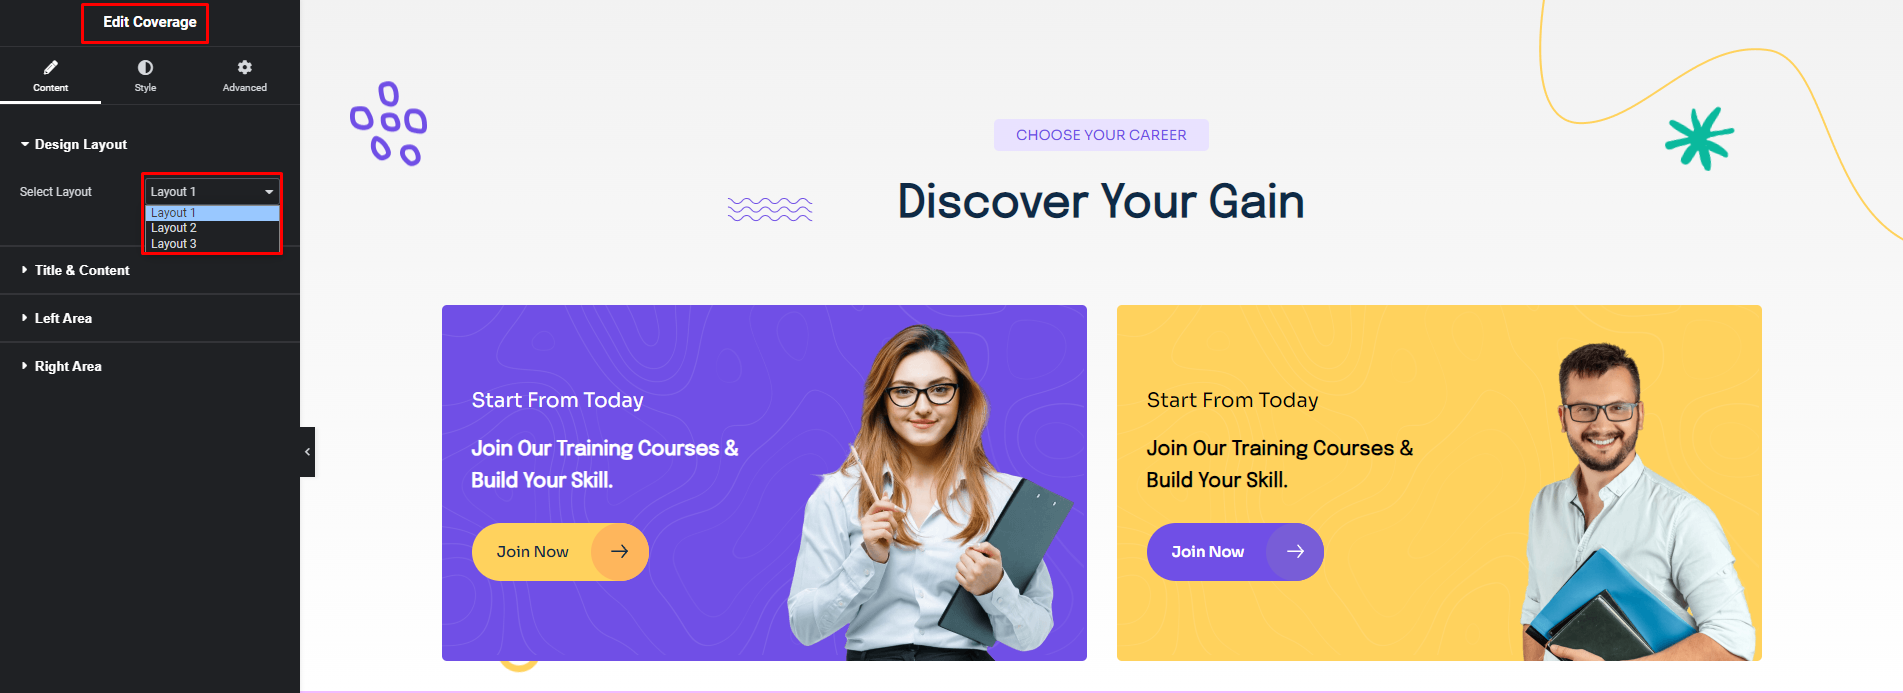 Edit Coverage
Content
Style
Advanced
Design Layout
Select Layout
Layout 1
Layout 1
Layout 2
Layout 3
Title & Content
Left Area
Right Area
CHOOSE YOUR CAREER
Discover Your Gain
Start From Today
Join Our Training Courses &
Build Your Skill.
Join Now
Start From Today
Join Our Training Courses &
Build Your Skill.
Join Now